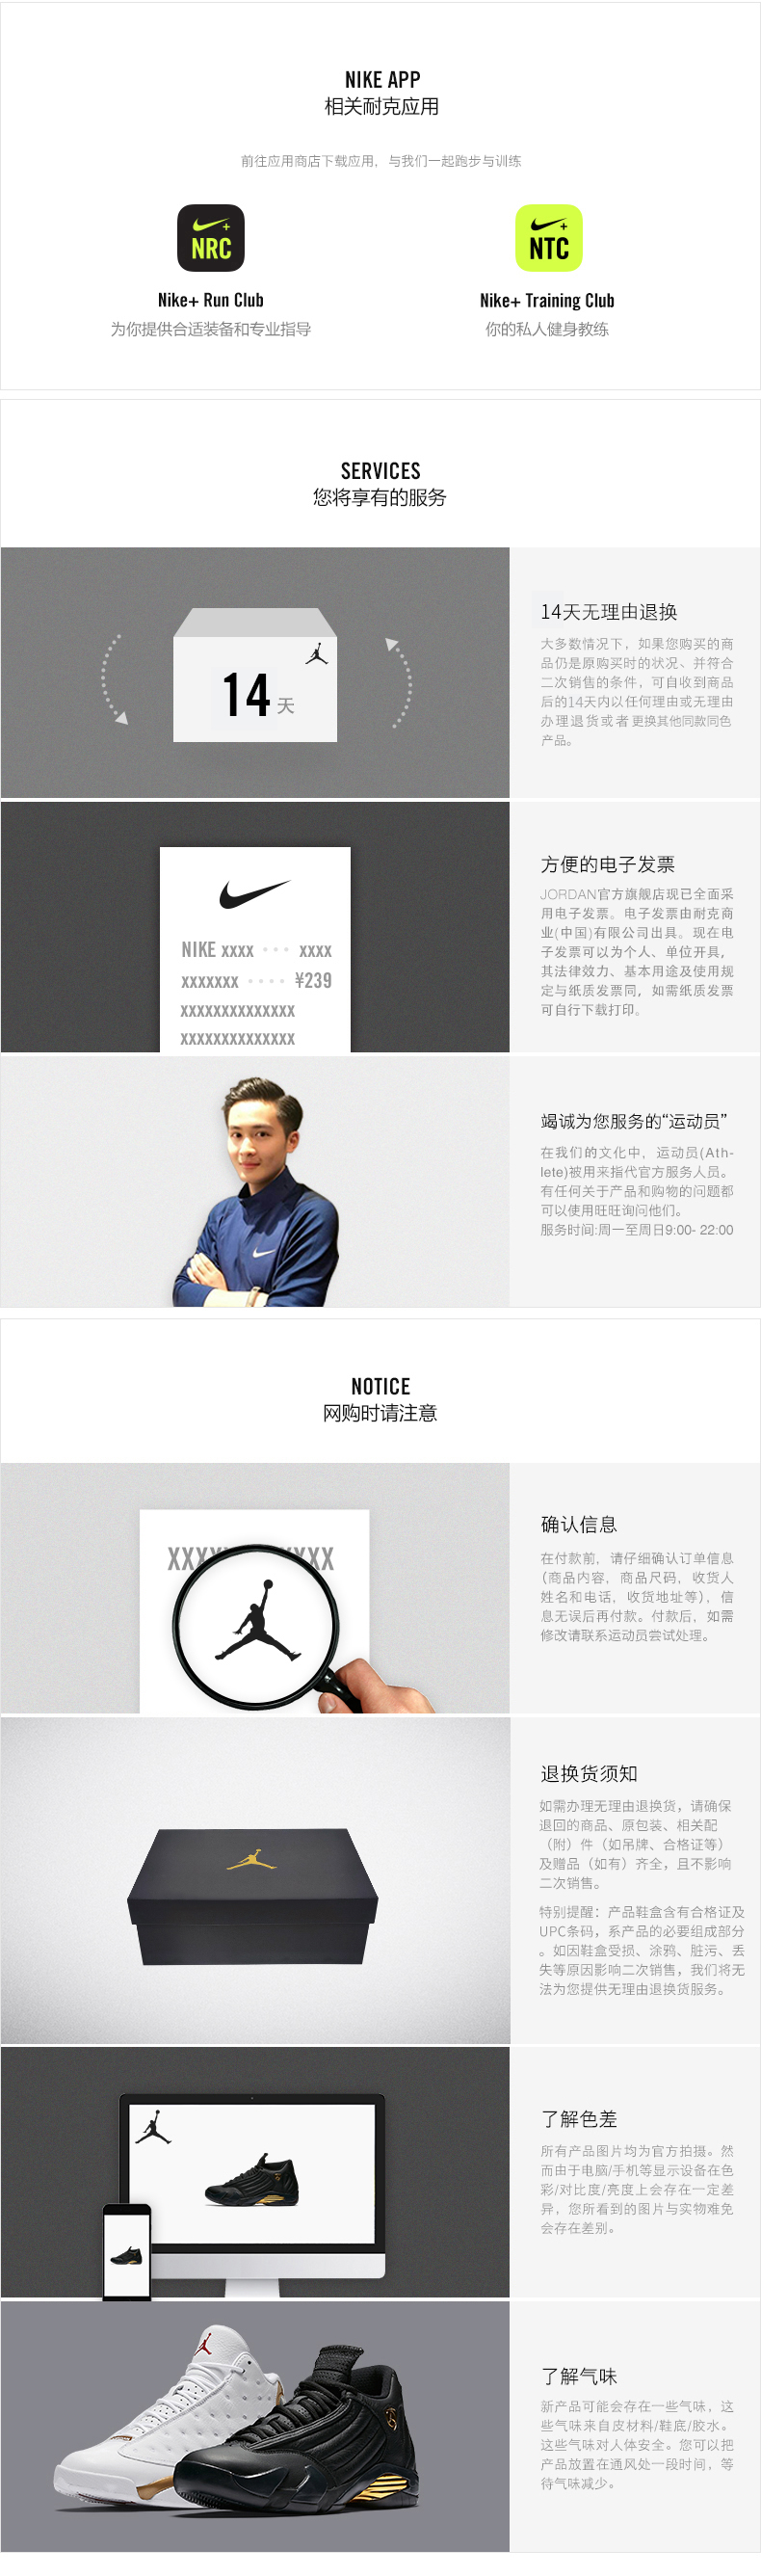 NIKE APP
相关耐克应用
前往应用商店下载应用，与我们一起跑步与训练
NRC
NTC
Nike+ Run Club
Nike+ Training Club
为你提供合适装备和专业指导
你的私人健身教练
SERVICES
您将享有的服务
14天
14天无理由退换
大多数情况下，如果您购买的商
品仍是原购买时的状况、并符合
二次销售的条件，可自收到商品
后的14天内以任何理由或无理由
办理退货或者更换其他同款同色
产品。
NIKE xxxx ··· xxxx
xxxxxxx ···· ¥239
xxxxxxxxxxxxxx
xxxxxxxxxxxxxx
方便的电子发票
JORDAN官方旗舰店现已全面采
用电子发票。电子发票由耐克商
业(中国)有限公司出具。现在电
子发票可以为个人、单位开具，
其法律效力、基本用途及使用规
定与纸质发票同，如需纸质发票
可自行下载打印。
竭诚为您服务的“运动员”
在我们的文化中，运动员(Ath-
lete)被用来指代官方服务人员。
有任何关于产品和购物的问题都
可以使用旺旺询问他们。
服务时间:周一至周日9:00- 22:00
NOTICE
网购时请注意
确认信息
在付款前，请仔细确认订单信息
(商品内容，商品尺码，收货人
姓名和电话，收货地址等)，信
息无误后再付款。付款后，如需
修改请联系运动员尝试处理。
退换货须知
如需办理无理由退换货，请确保
退回的商品、原包装、相关配
（附）件（如吊牌、合格证等）
及赠品（如有）齐全，且不影响
二次销售。
特别提醒：产品鞋盒含有合格证及
UPC条码，系产品的必要组成部分
。如因鞋盒受损、涂鸦、脏污、丢
失等原因影响二次销售，我们将无
法为您提供无理由退换货服务。
了解色差
所有产品图片均为官方拍摄。然
而由于电脑/手机等显示设备在色
彩/对比度/亮度上会存在一定差
异，您所看到的图片与实物难免
会存在差别。
了解气味
新产品可能会存在一些气味，这
些气味来自皮材料/鞋底/胶水。
这些气味对人体安全。您可以把
产品放置在通风处一段时间，等
待气味减少。